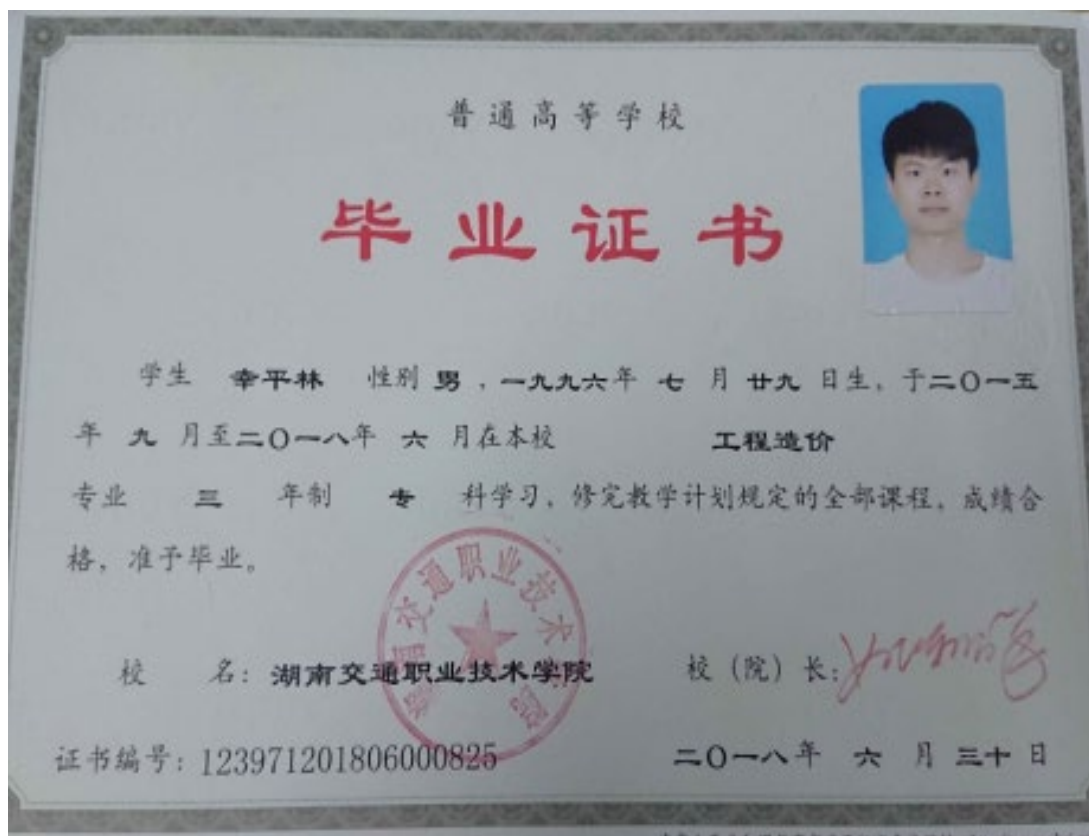 普通高等学校
毕业证书
学生 幸平林 性别 男 , 一九九六年 七 月 廿九 日生, 于二〇一五
年 九 月至二〇一八年 六 月在本校 工程造价
专业 三 年制 专 科学习, 修完教学计划规定的全部课程, 成绩合
格, 准予毕业。
校 名: 湖南交通职业技术学院 校 (院) 长:
证书编号: 123971201806000825 二〇一八年 六 月 三十 日